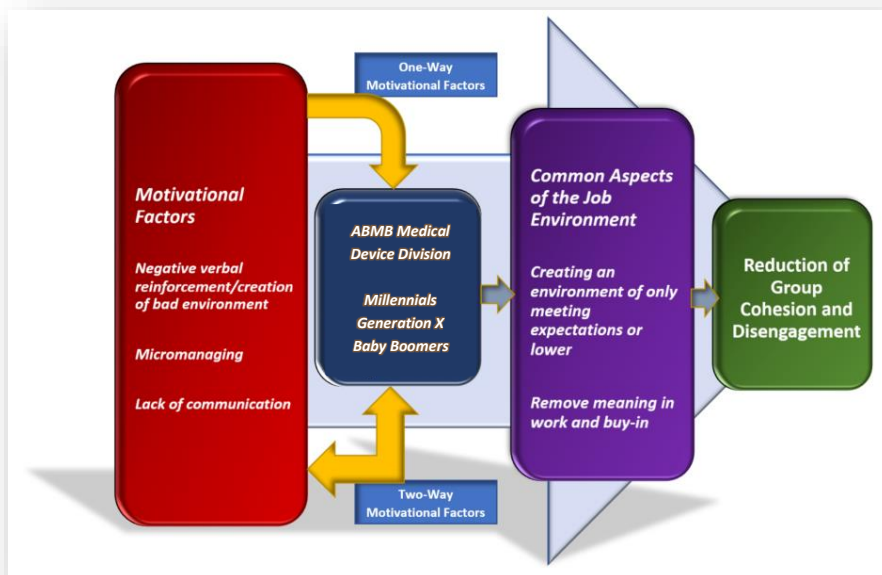 One-Way
Motivational Factors
Motivational
Factors
Negative verbal
reinforcement/creation
of bad environment
Micromanaging
Lack of communication
ABMB Medical
Device Division
Millennials
Generation X
Baby Boomers
Two-Way
Motivational Factors
Common Aspects
of the Job
Environment
Creating an
environment of only
meeting
expectations or
lower
Remove meaning in
work and buy-in
Reduction of
Group
Cohesion and
Disengagement